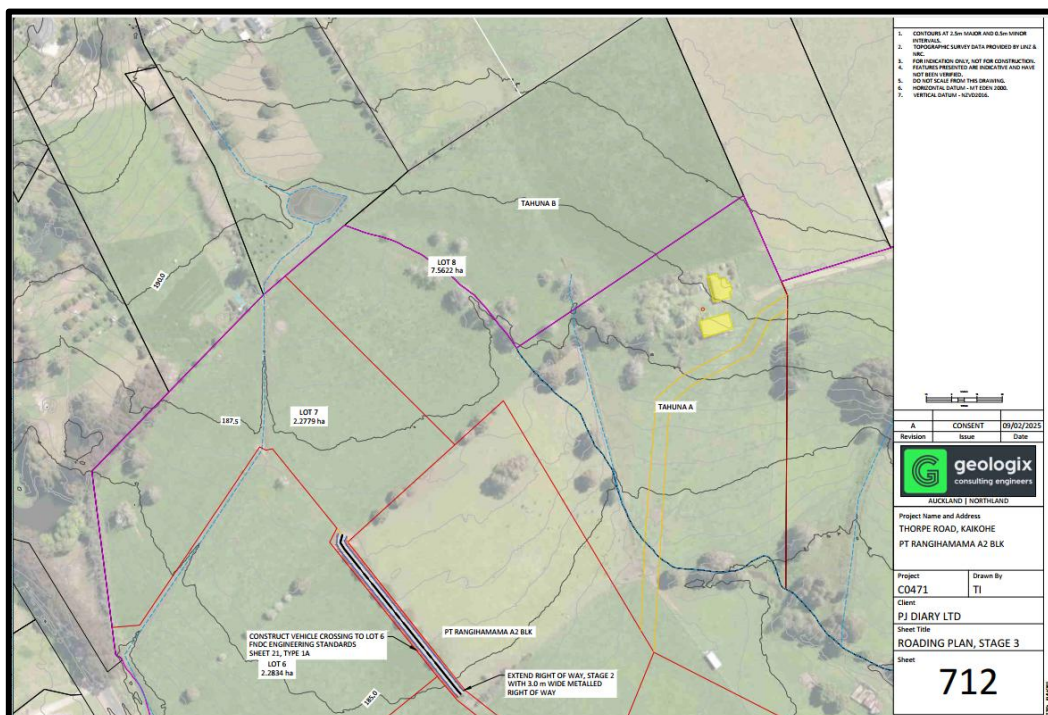 1. CONTOURS AT 2.5m MAJOR AND 0.5m MINOR
INTERVALS.
2. TOPOGRAPHIC SURVEY DATA PROVIDED BY LINZ &
NRC.
3. FOR INDICATION ONLY, NOT FOR CONSTRUCTION.
4. FEATURES PRESENTED ARE INDICATIVE AND HAVE
NOT BEEN VERIFIED.
5. DO NOT SCALE FROM THIS DRAWING.
6. HORIZONTAL DATUM - MT EDEN 2000.
7. VERTICAL DATUM - NZVD2016.
TAHUNA B
LOT 8
7.5622 ha
190.0
TAHUNA A
LOT 7
2.2779 ha
187.5
PT RANGIHAMAMA A2 BLK
CONSTRUCT VEHICLE CROSSING TO LOT 6
FNDC ENGINEERING STANDARDS
SHEET 21, TYPE 1A
LOT 6
2.2834 ha
EXTEND RIGHT OF WAY, STAGE 2
WITH 3.0 m WIDE METALLED
RIGHT OF WAY
185.0
A CONSENT 09/02/2025
Revision Issue Date
geologix
consulting engineers
AUCKLAND | NORTHLAND
Project Name and Address
THORPE ROAD, KAIKOHE
PT RANGIHAMAMA A2 BLK
Project Drawn By
C0471 TI
Client
PJ DIARY LTD
Sheet Title
ROADING PLAN, STAGE 3
Sheet
712